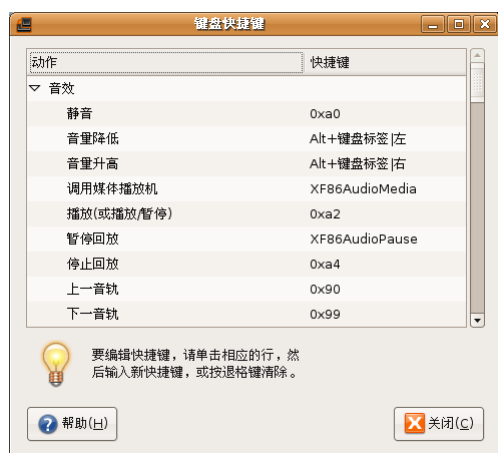 键盘快捷键
动作 快捷键
音效
静音 0xa0
音量降低 Alt+键盘标签|左
音量升高 Alt+键盘标签|右
调用媒体播放机 XF86AudioMedia
播放(或播放/暂停) 0xa2
暂停回放 XF86AudioPause
停止回放 0xa4
上一音轨 0x90
下一音轨 0x99
要编辑快捷键，请单击相应的行，然
后输入新快捷键，或按退格键清除。
帮助(H) 关闭(C)